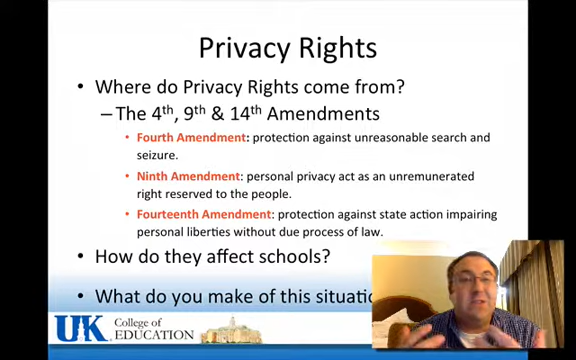 Privacy Rights
• Where do Privacy Rights come from?
– The 4th, 9th & 14th Amendments
• Fourth Amendment: protection against unreasonable search and
seizure.
• Ninth Amendment: personal privacy act as an unremunerated
right reserved to the people.
• Fourteenth Amendment: protection against state action impairing
personal liberties without due process of law.
• How do they affect schools?
• What do you make of this
UK
College of
EDUCATION